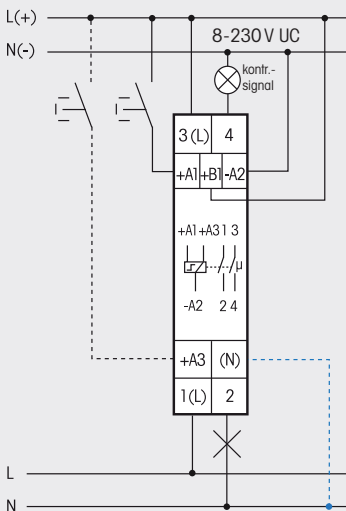 L(+)
8-230 V UC
N(-)
kontr.-
signal
3 (L) 4
+A1 +B1 -A2
+A1 +A3 1 3
µ
-A2 2 4
+A3 (N)
1 (L) 2
L
N